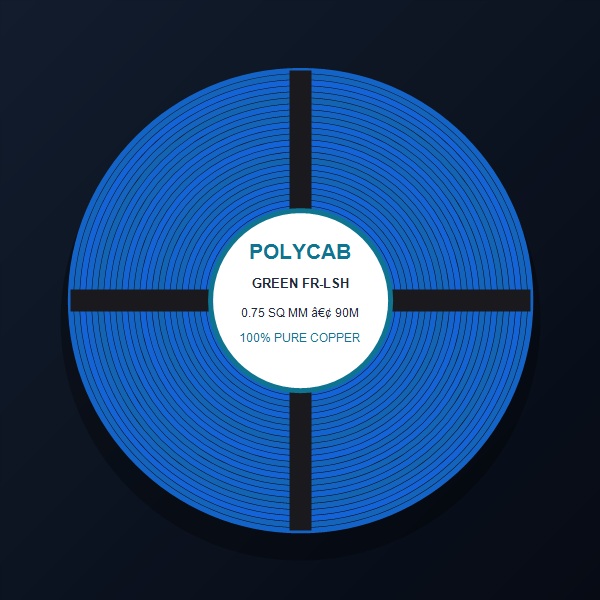 POLYCAB
GREEN FR-LSH
0.75 SQ MM â€¢ 90M
100% PURE COPPER